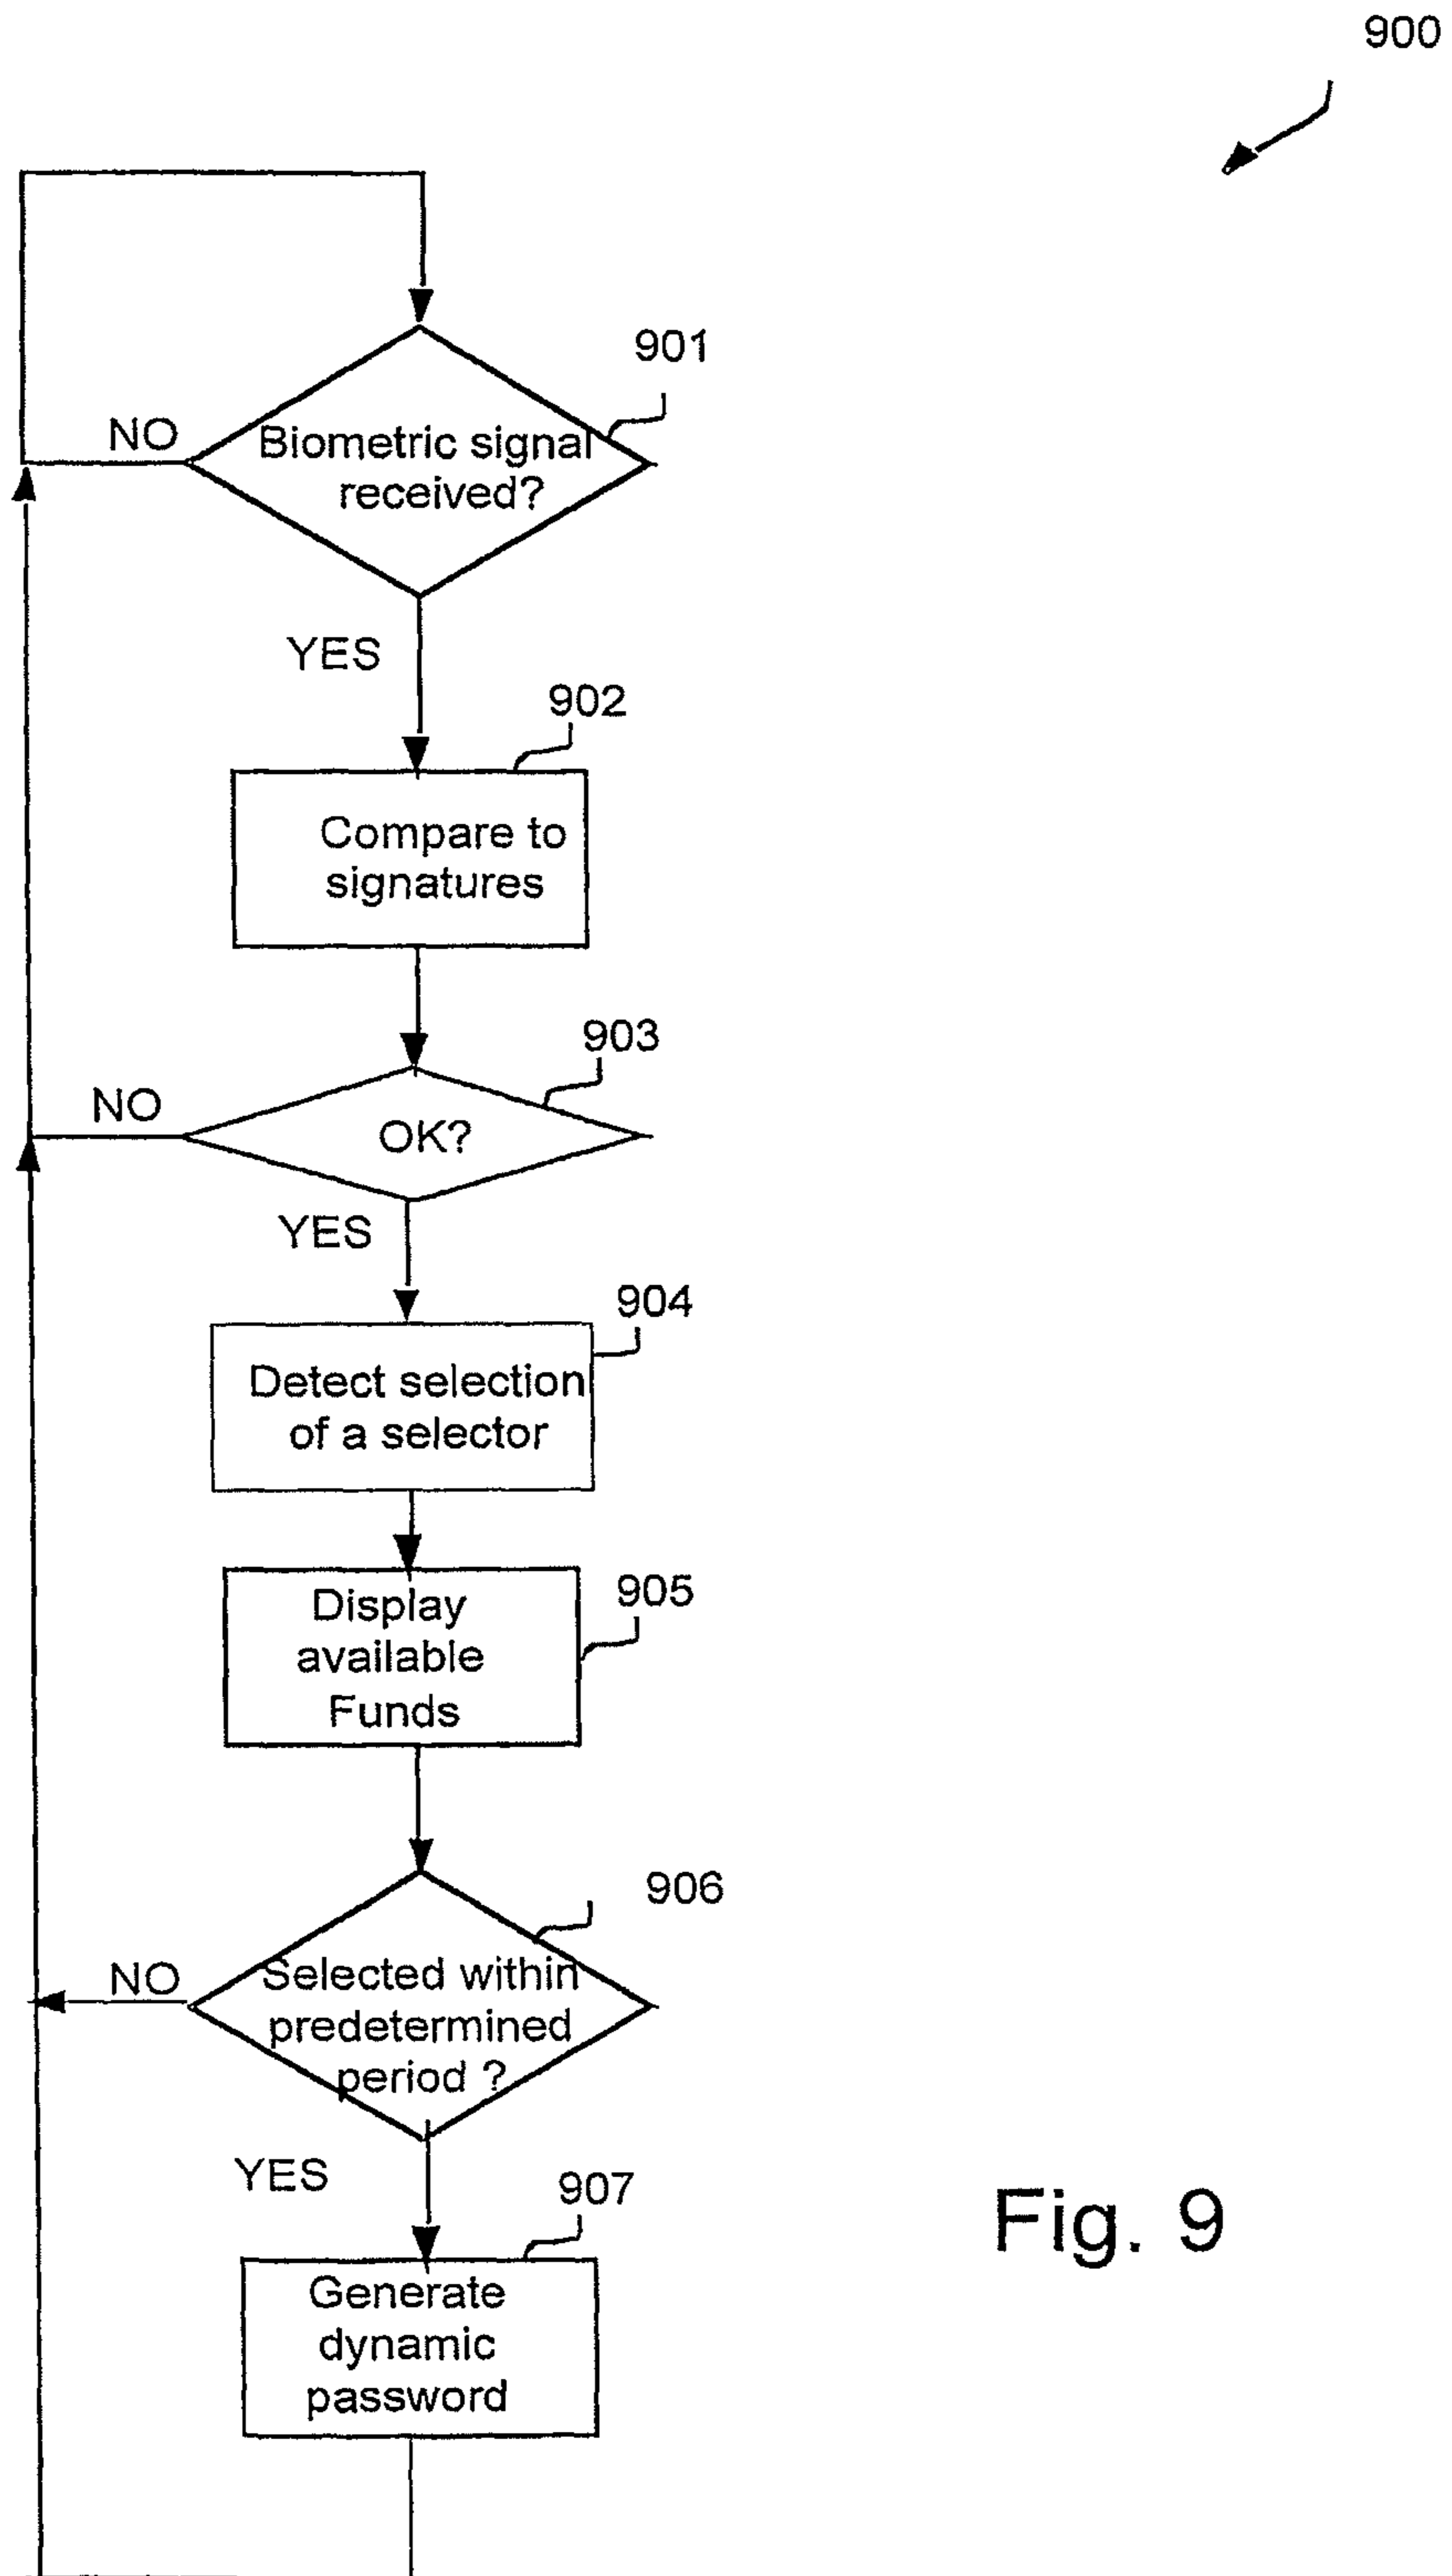 900
901
NO
Biometric signal
received?
YES
902
Compare to
signatures
903
NO
OK?
YES
904
Detect selection
of a selector
905
Display
available
Funds
906
NO
Selected within
predetermined
period ?
YES
907
Generate
dynamic
password
Fig. 9